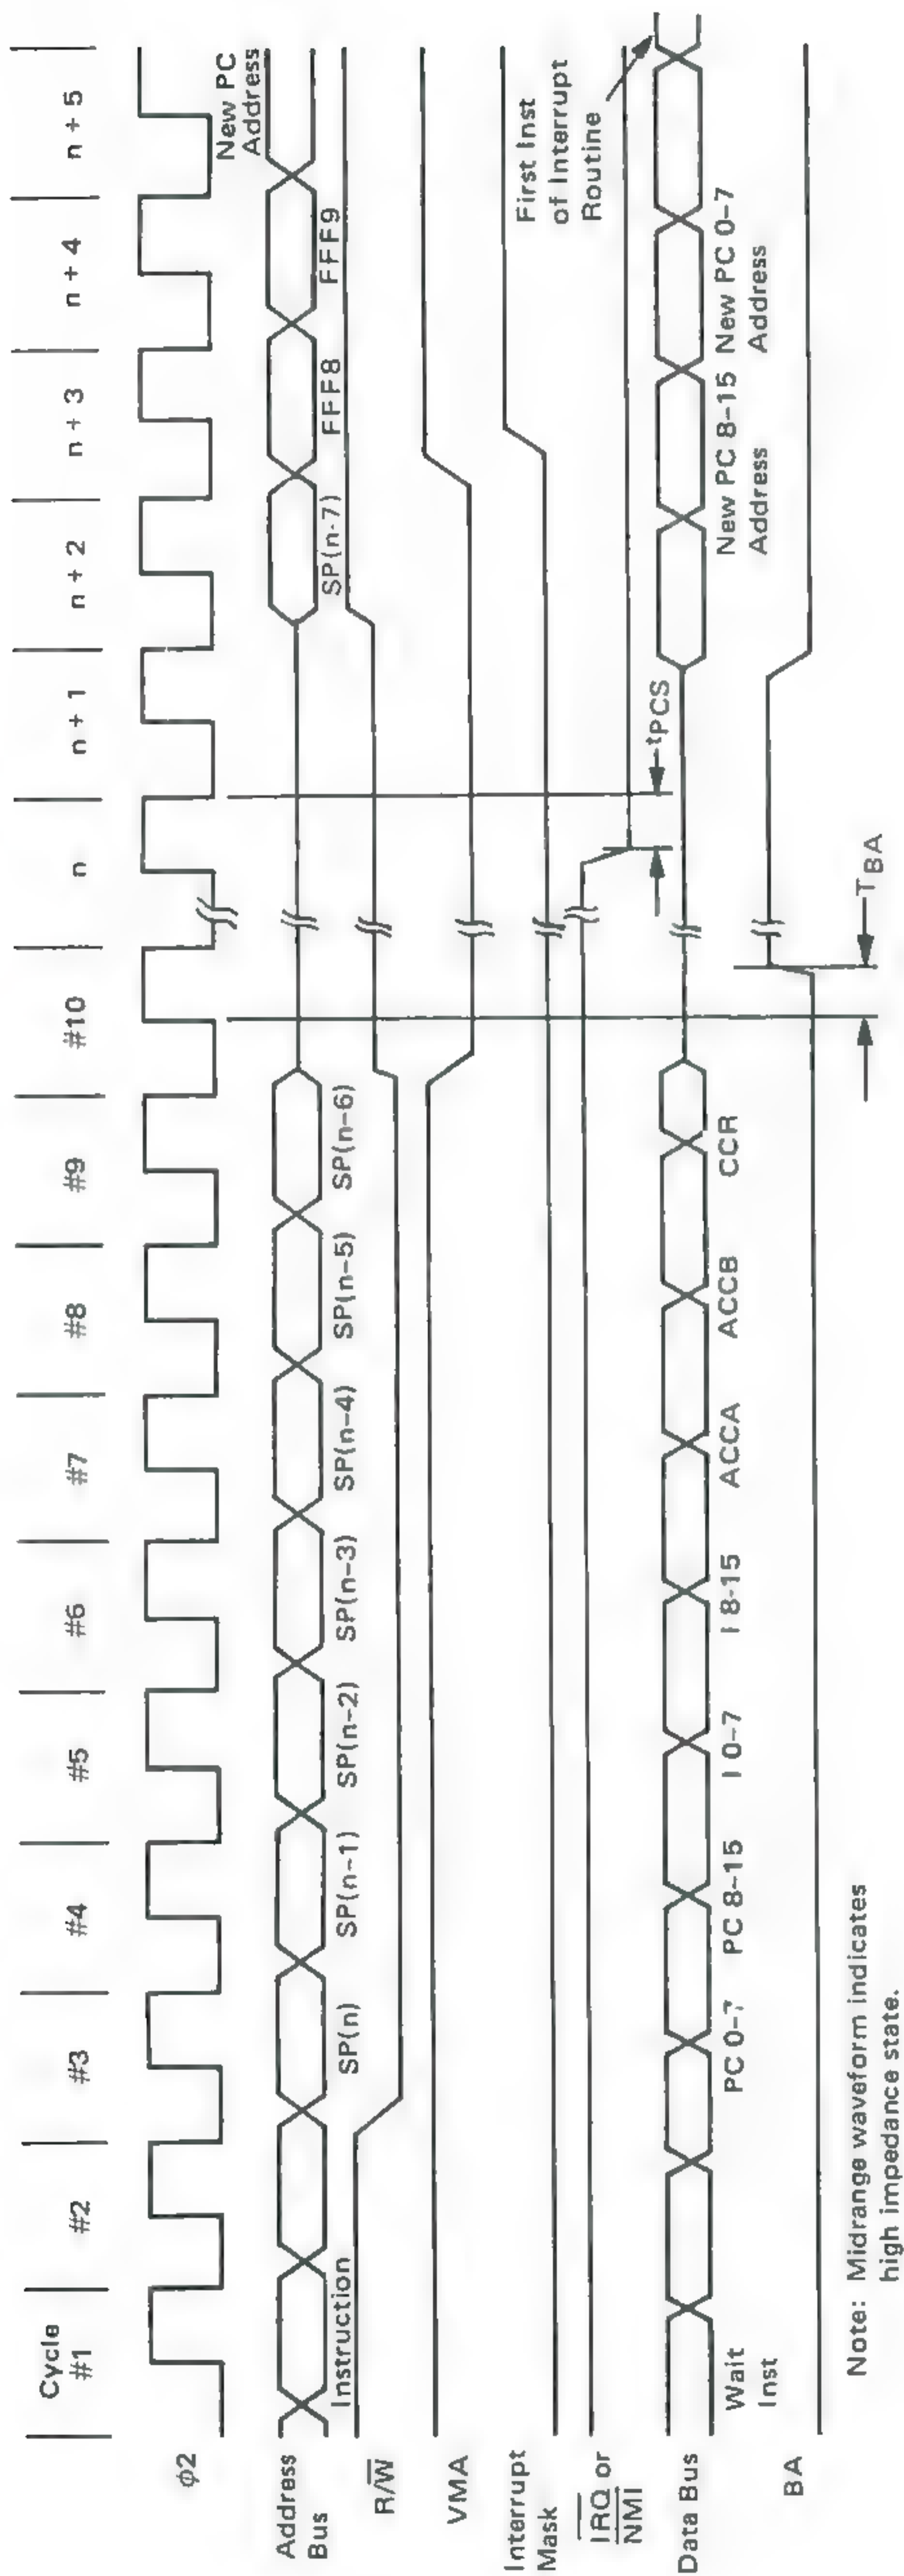 Cycle
#1 #2 #3 #4 #5 #6 #7 #8 #9 #10 n n + 1 n + 2 n + 3 n + 4 n + 5
ϕ2
New PC
Address
Address
Bus
Instruction SP(n) SP(n-1) SP(n-2) SP(n-3) SP(n-4) SP(n-5) SP(n-6) SP(n-7) FFF8 FFF9
R/W̅
VMA
Interrupt
Mask
First Inst
of Interrupt
Routine
I̅R̅Q̅ or
N̅M̅I̅
tPCS
Data Bus
Wait
Inst
PC 0-7 PC 8-15 I 0-7 I 8-15 ACCA ACCB CCR
New PC 8-15
Address
New PC 0-7
Address
BA
TBA
Note: Midrange waveform indicates
high impedance state.